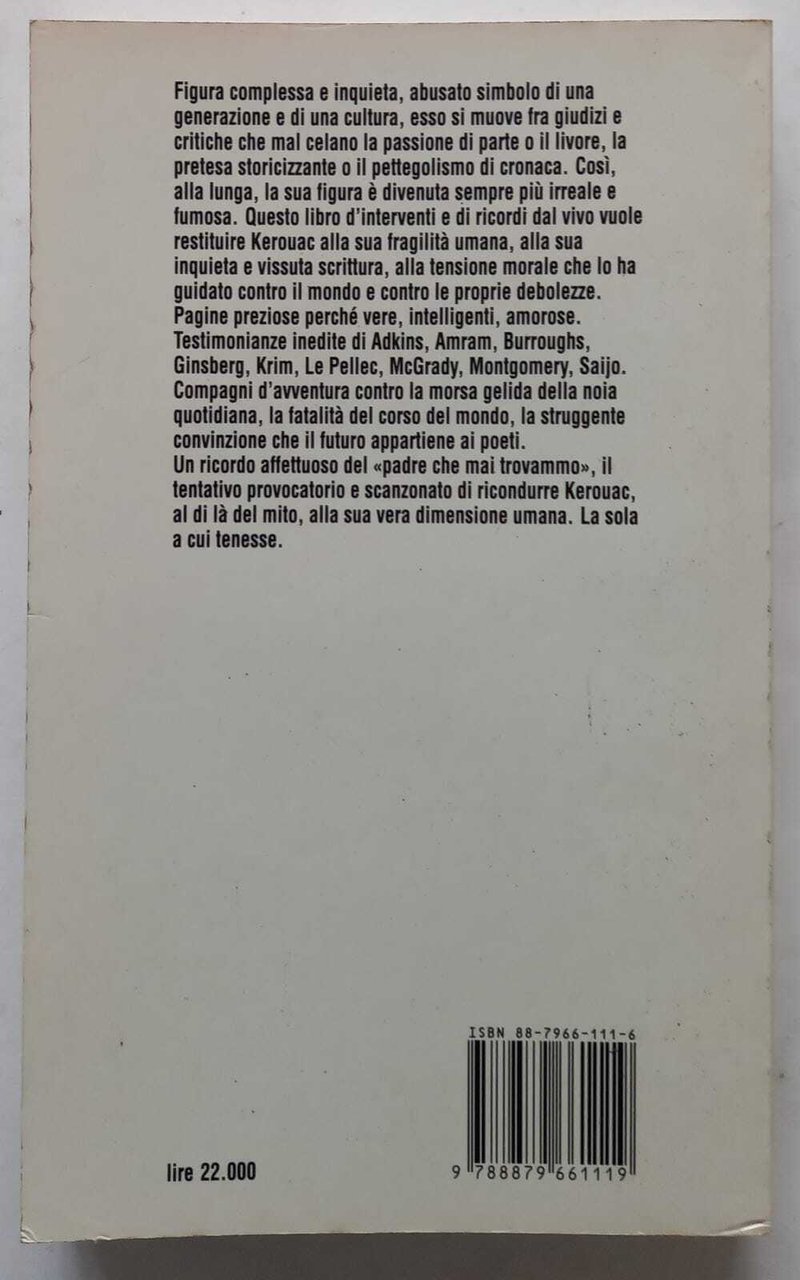 Figura complessa e inquieta, abusato simbolo di una
generazione e di una cultura, esso si muove fra giudizi e
critiche che mal celano la passione di parte o il livore, la
pretesa storicizzante o il pettegolismo di cronaca. Così,
alla lunga, la sua figura è divenuta sempre più irreale e
fumosa. Questo libro d'interventi e di ricordi dal vivo vuole
restituire Kerouac alla sua fragilità umana, alla sua
inquieta e vissuta scrittura, alla tensione morale che lo ha
guidato contro il mondo e contro le proprie debolezze.
Pagine preziose perché vere, intelligenti, amorose.
Testimonianze inedite di Adkins, Amram, Burroughs,
Ginsberg, Krim, Le Pellec, McGrady, Montgomery, Saijo.
Compagni d'avventura contro la morsa gelida della noia
quotidiana, la fatalità del corso del mondo, la struggente
convinzione che il futuro appartiene ai poeti.
Un ricordo affettuoso del «padre che mai trovammo», il
tentativo provocatorio e scanzonato di ricondurre Kerouac,
al di là del mito, alla sua vera dimensione umana. La sola
a cui tenesse.
ISBN 88-7966-111-6
9 788879 661119
lire 22.000